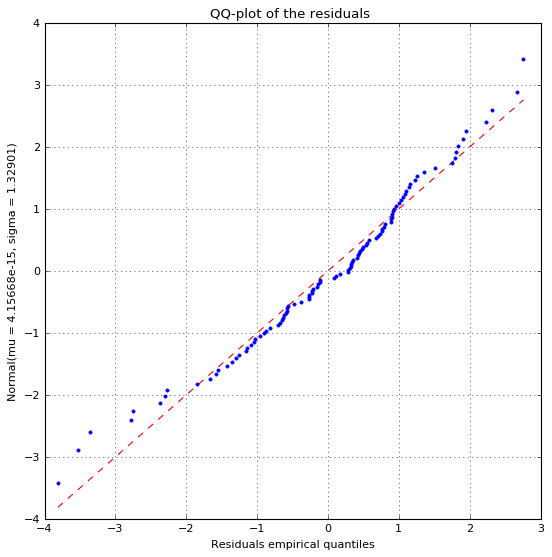 QQ-plot of the residuals
Normal(mu = 4.15668e-15, sigma = 1.32901)
4
3
2
1
0
−1
−2
−3
−4
−4 −3 −2 −1 0 1 2 3
Residuals empirical quantiles